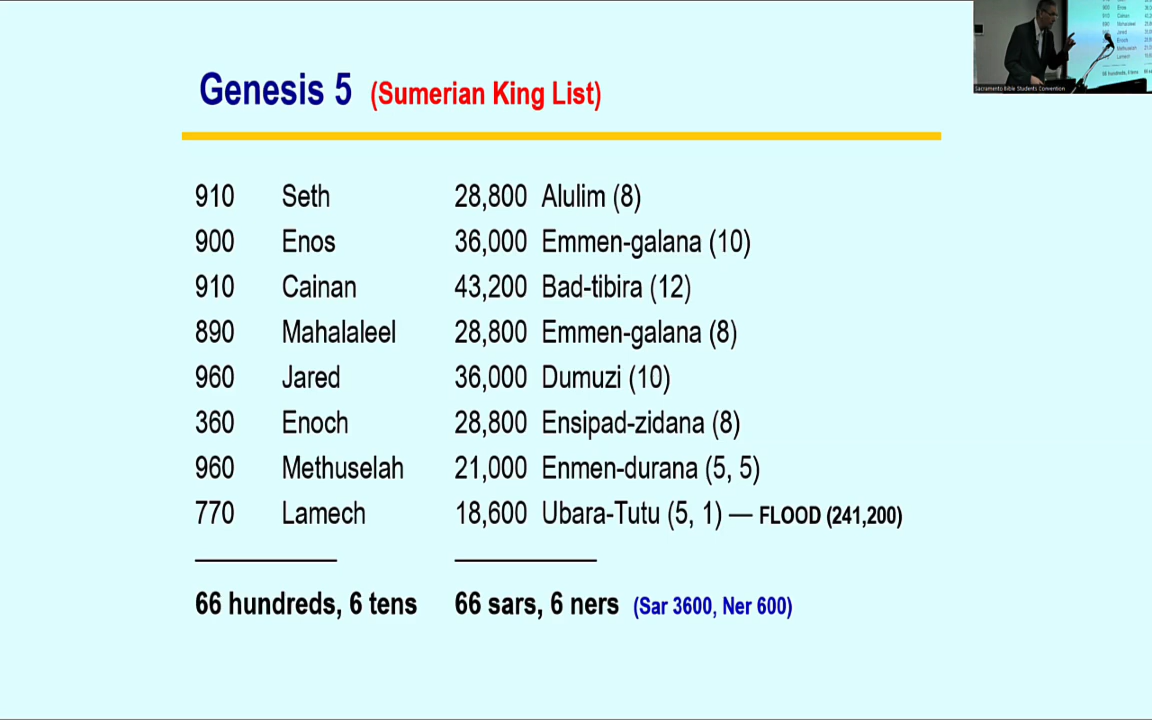 Genesis 5 (Sumerian King List)
910 Seth 28,800 Alulim (8)
900 Enos 36,000 Emmen-galana (10)
910 Cainan 43,200 Bad-tibira (12)
890 Mahalaleel 28,800 Emmen-galana (8)
960 Jared 36,000 Dumuzi (10)
360 Enoch 28,800 Ensipad-zidana (8)
960 Methuselah 21,000 Enmen-durana (5, 5)
770 Lamech 18,600 Ubara-Tutu (5, 1) — FLOOD (241,200)
66 hundreds, 6 tens 66 sars, 6 ners (Sar 3600, Ner 600)
Sacramento Bible Students Convention